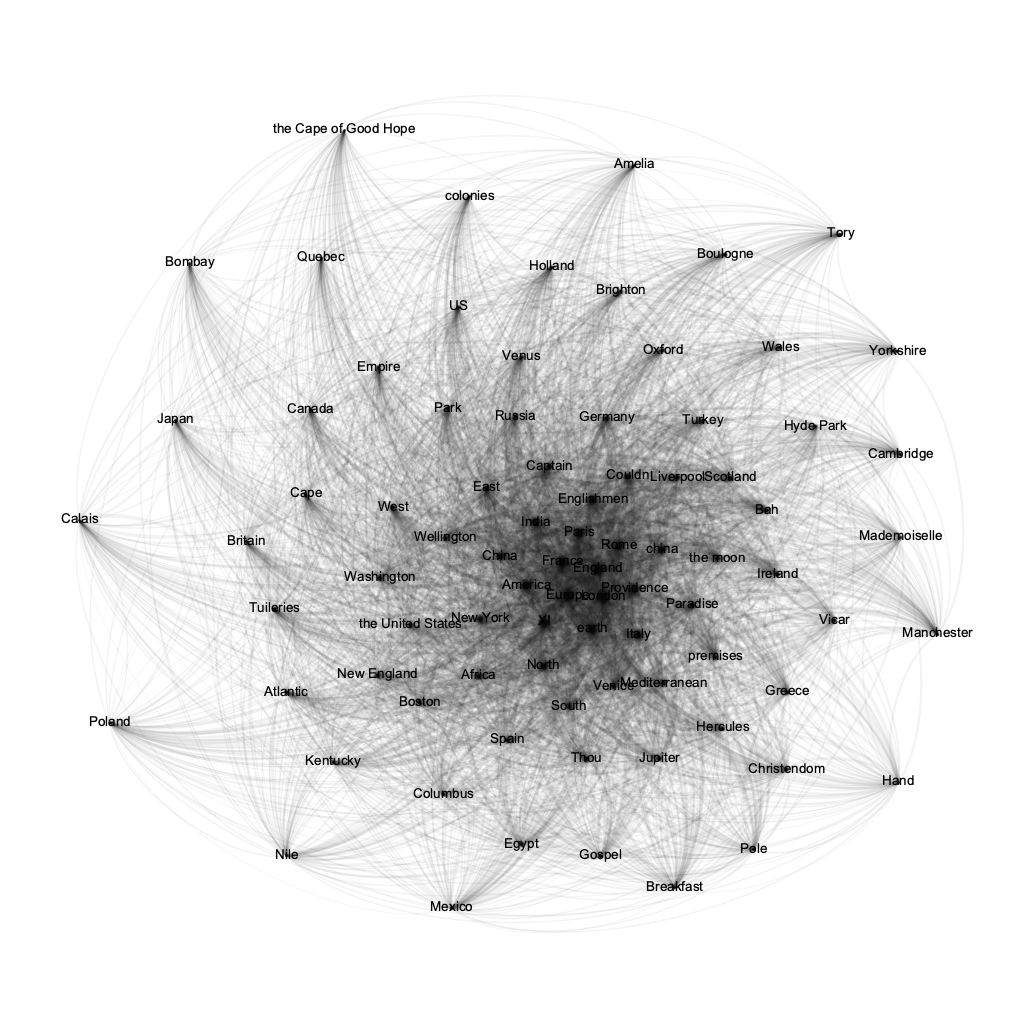 the Cape of Good Hope
Amelia
colonies
Tory
Boulogne
Quebec
Bombay
Holland
Brighton
US
Wales
Oxford
Yorkshire
Venus
Empire
Park
Canada
Russia
Germany
Japan
Turkey
Hyde Park
Cambridge
Captain
Couldn
Liverpool
Scotland
East
Cape
Englishmen
West
Bah
Calais
India
Paris
Wellington
Mademoiselle
Britain
Rome
china
China
the moon
France
England
Ireland
Washington
America
Providence
Europe
London
Paradise
Tuileries
New York
XI
Visar
the United States
earth
Italy
Manchester
premises
North
New England
Africa
Venice
Mediterranean
Atlantic
Greece
Boston
South
Poland
Hercules
Spain
Thou
Jupiter
Kentucky
Christendom
Hand
Columbus
Egypt
Pole
Nile
Gospel
Breakfast
Mexico